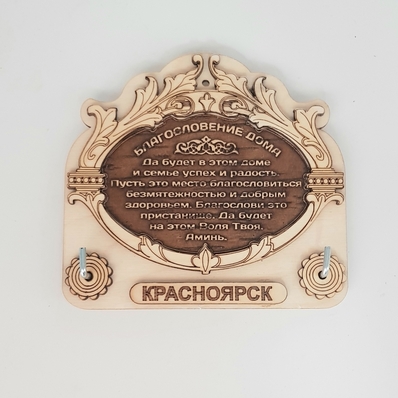 БЛАГОСЛОВЕНИЕ ДОМА
Да будет в этом доме
и семье успех и радость.
Пусть это место благословиться
безмятежностью и добрым
здоровьем. Благослови это
пристанище. Да будет
на этом Воля Твоя.
Аминь.
КРАСНОЯРСК